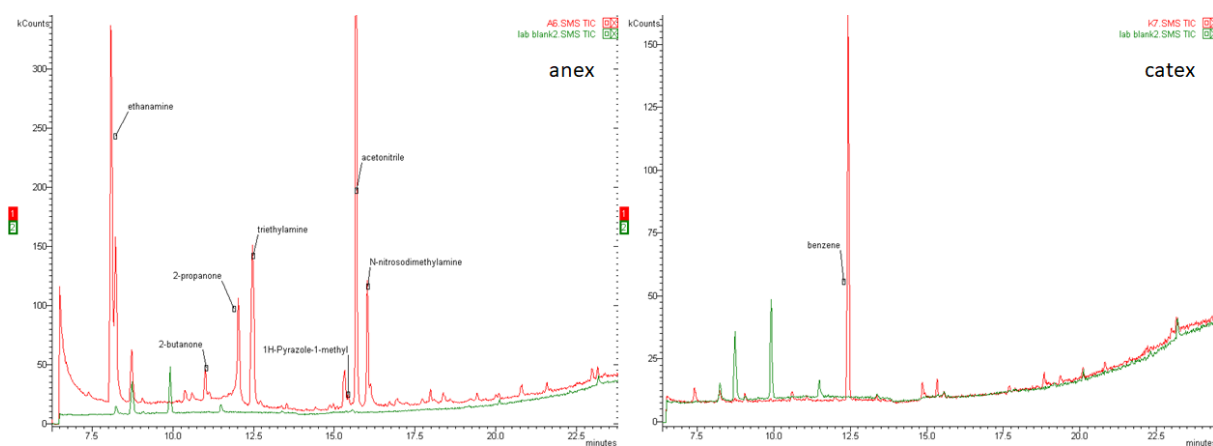 kCounts
A6.SMS TIC
lab blank2.SMS TIC
anex
300
250
200
150
100
50
0
ethanamine
acetonitrile
triethylamine
2-propanone
N-nitrosodimethylamine
2-butanone
1H-Pyrazole-1-methyl
1
2
7.5 10.0 12.5 15.0 17.5 20.0 22.5
minutes
kCounts
K7.SMS TIC
lab blank2.SMS TIC
catex
150
125
100
75
50
25
0
benzene
1
2
7.5 10.0 12.5 15.0 17.5 20.0 22.5
minutes